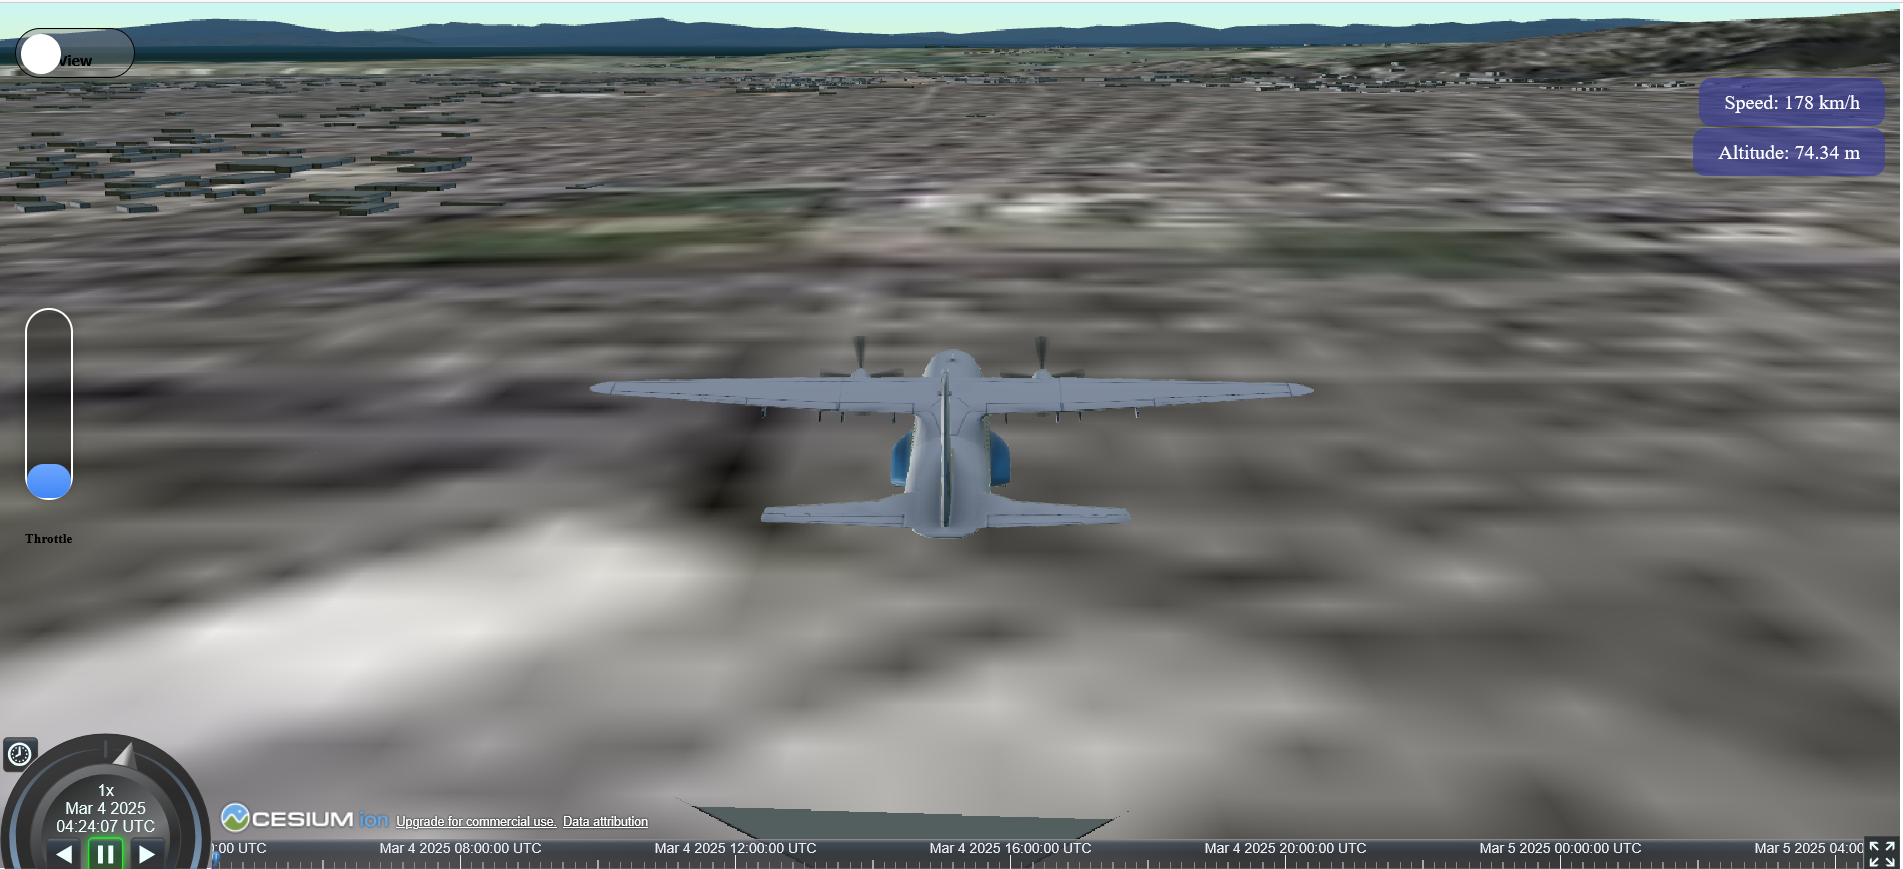 View
Speed: 178 km/h
Altitude: 74.34 m
Throttle
1x
Mar 4 2025
04:24:07 UTC
CESIUM ion Upgrade for commercial use. Data attribution
:00 UTC Mar 4 2025 08:00:00 UTC Mar 4 2025 12:00:00 UTC Mar 4 2025 16:00:00 UTC Mar 4 2025 20:00:00 UTC Mar 5 2025 00:00:00 UTC Mar 5 2025 04:00